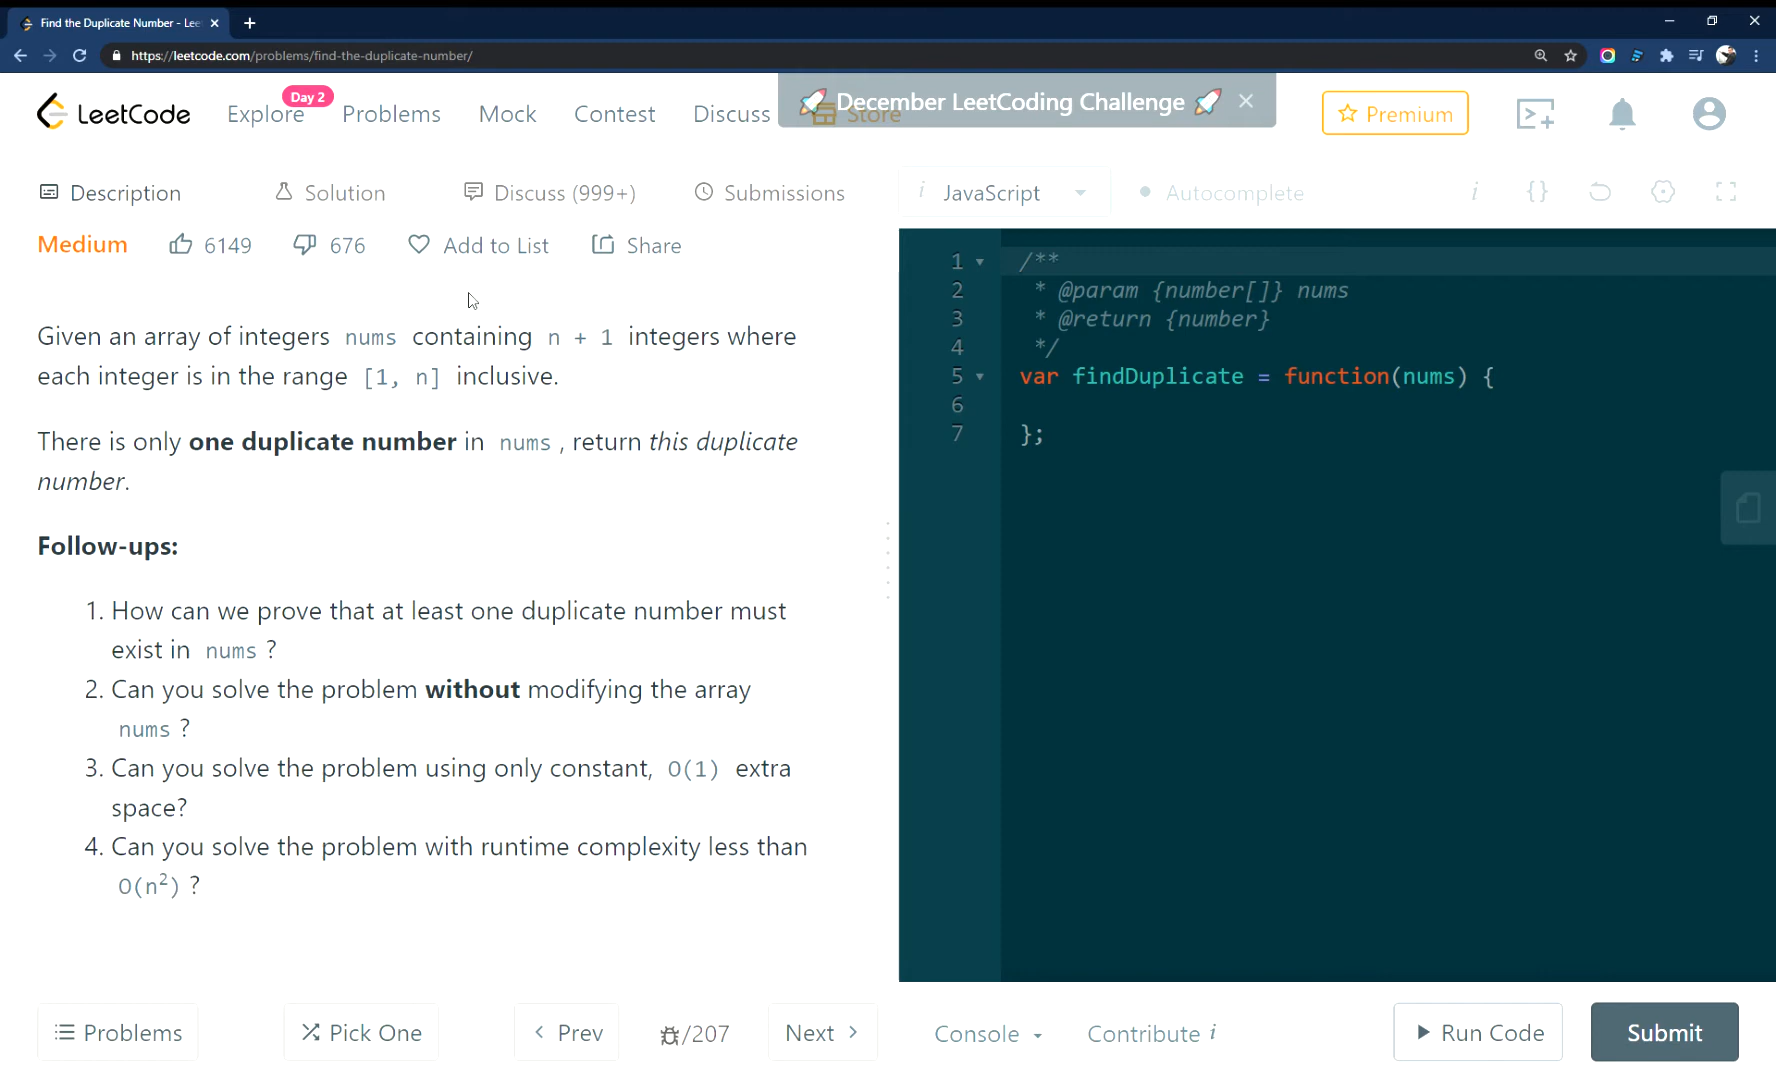 Find the Duplicate Number - Lee
https://leetcode.com/problems/find-the-duplicate-number/
LeetCode
Explore
Day 2
Problems
Mock
Contest
Discuss
Store
December LeetCoding Challenge
Premium
Description
Solution
Discuss (999+)
Submissions
i JavaScript
Autocomplete
i
{}
Medium
6149
676
Add to List
Share
Given an array of integers nums containing n + 1 integers where
each integer is in the range [1, n] inclusive.
There is only one duplicate number in nums , return this duplicate
number.
Follow-ups:
1. How can we prove that at least one duplicate number must
exist in nums ?
2. Can you solve the problem without modifying the array
nums ?
3. Can you solve the problem using only constant, O(1) extra
space?
4. Can you solve the problem with runtime complexity less than
O(n²) ?
1 /**
2 * @param {number[]} nums
3 * @return {number}
4 */
5 var findDuplicate = function(nums) {
6
7 };
Problems
Pick One
Prev
/207
Next
Console
Contribute i
Run Code
Submit